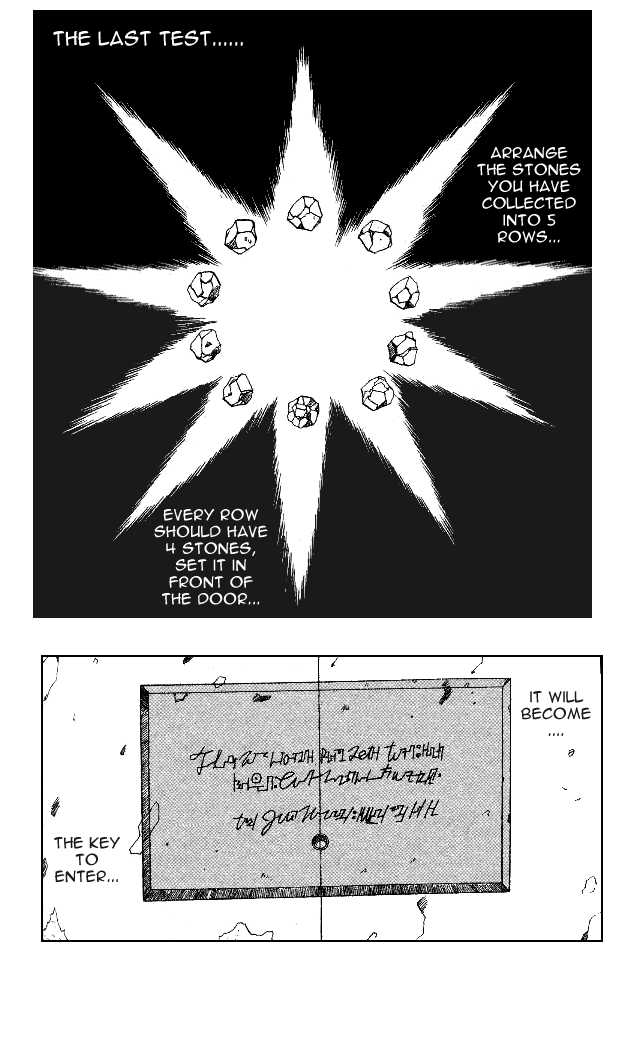 THE LAST TEST......
ARRANGE
THE STONES
YOU HAVE
COLLECTED
INTO 5
ROWS...
EVERY ROW
SHOULD HAVE
4 STONES,
SET IT IN
FRONT OF
THE DOOR...
IT WILL
BECOME
....
THE KEY
TO
ENTER...